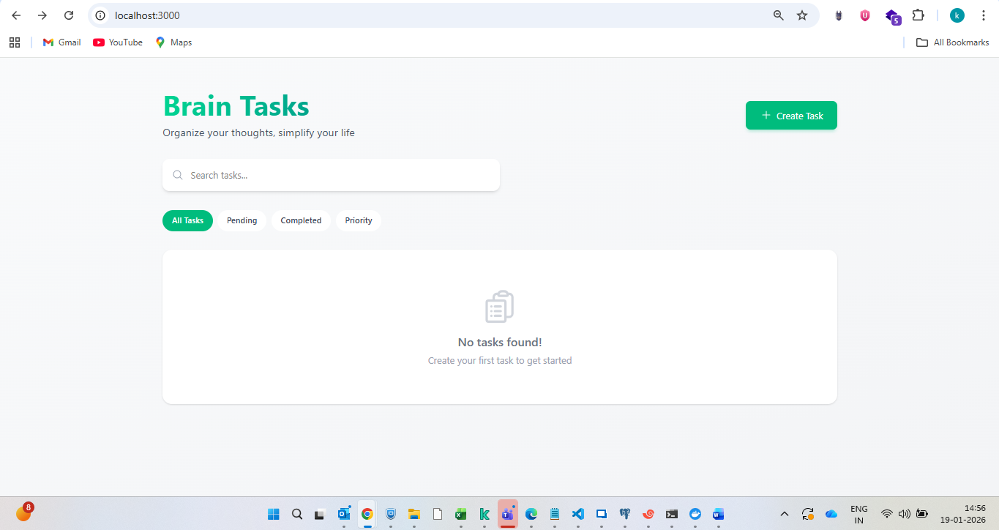 localhost:3000
5
k
Gmail
YouTube
Maps
All Bookmarks
Brain Tasks
Organize your thoughts, simplify your life
+ Create Task
Search tasks...
All Tasks
Pending
Completed
Priority
No tasks found!
Create your first task to get started
8
ENG
IN
14:56
19-01-2026